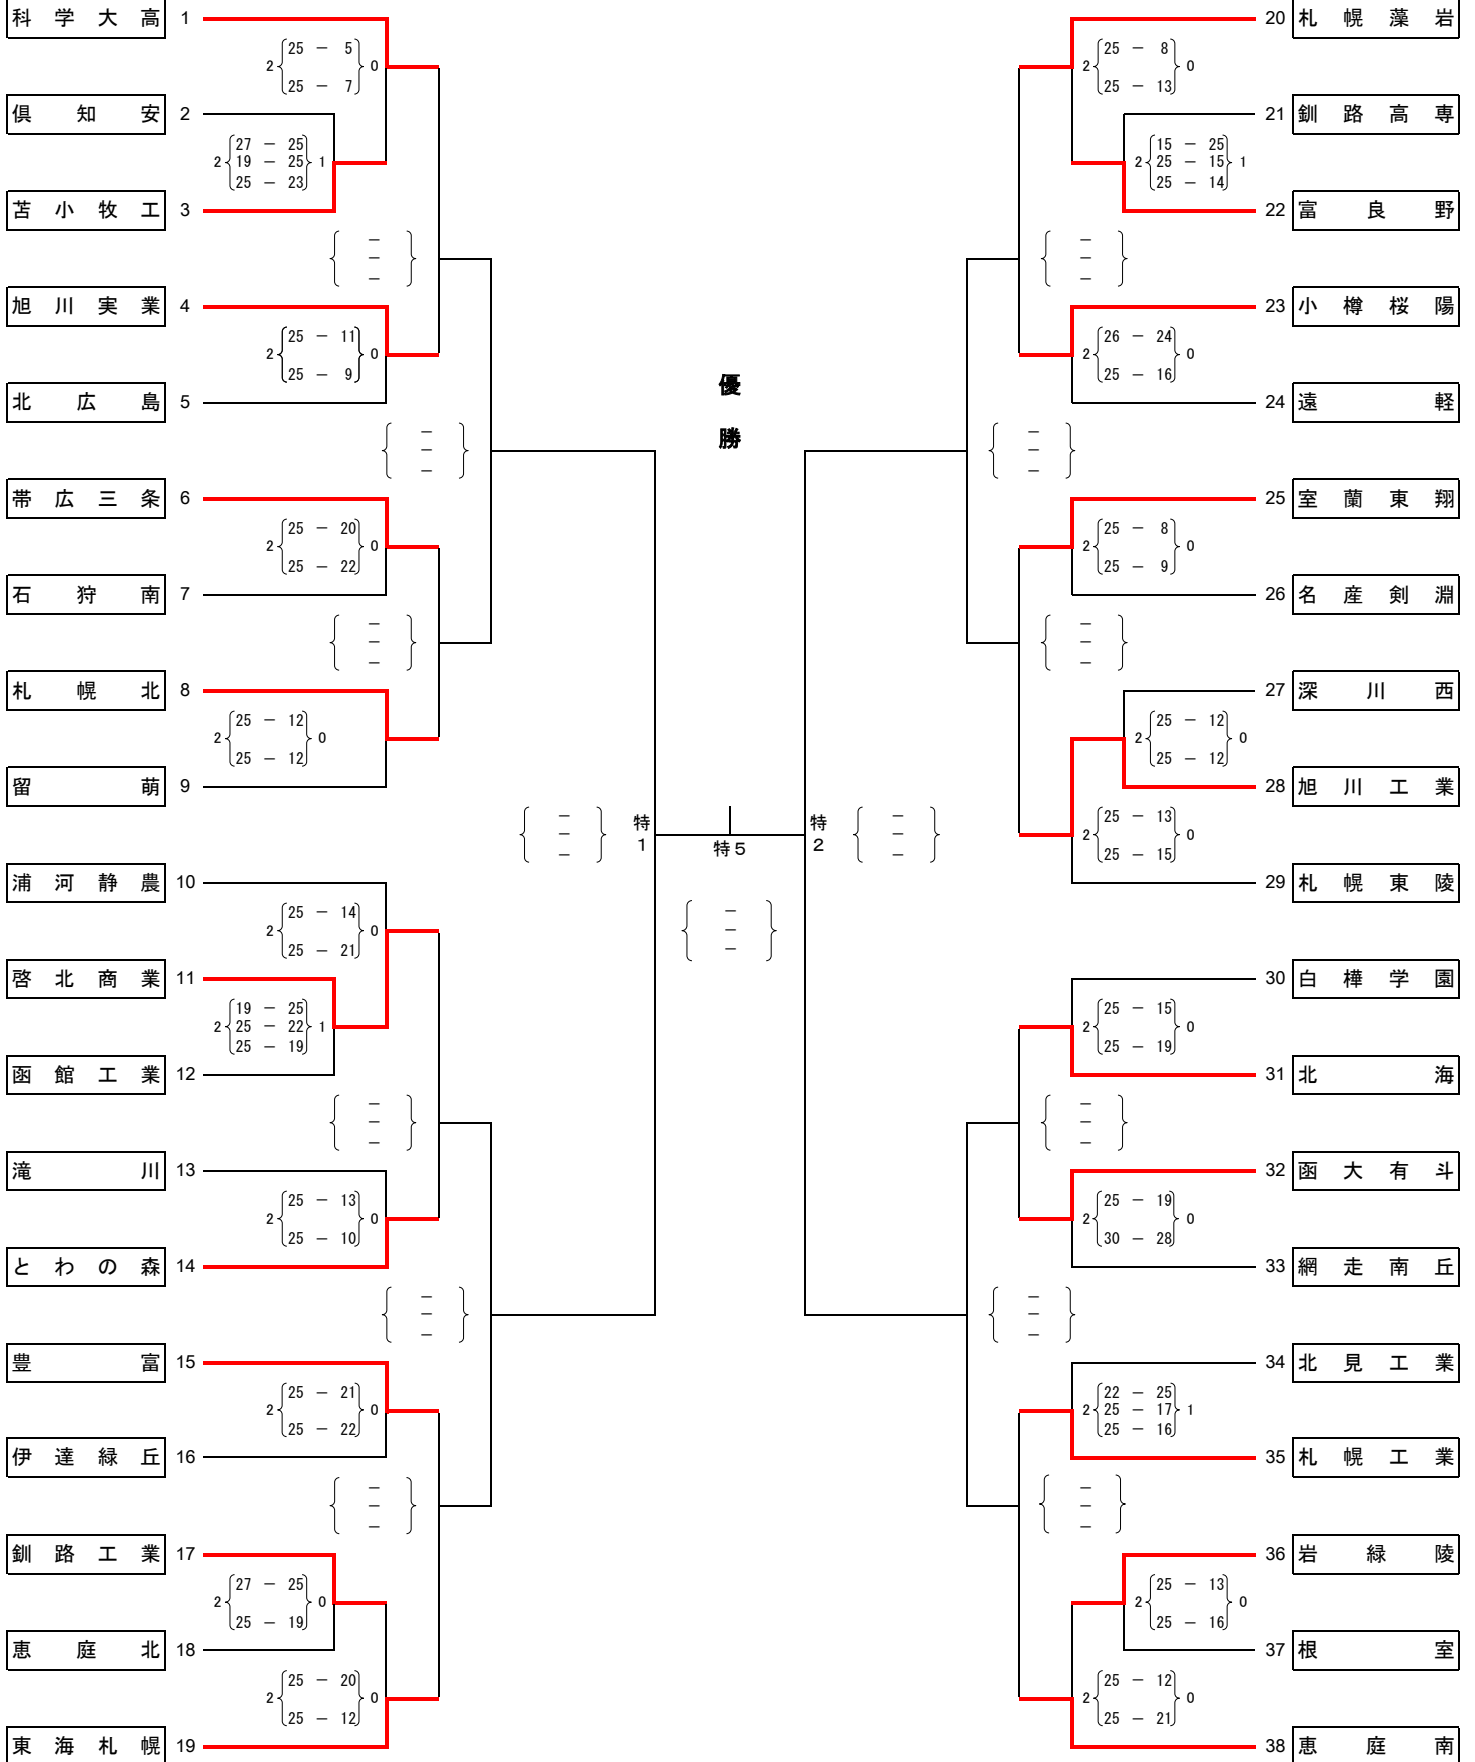 科学大高 1
2 25 － 5 0
25 － 7
倶知安 2
27 － 25
2 19 － 25 1
25 － 23
苫小牧工 3
－
－
－
旭川実業 4
2 25 － 11 0
25 － 9
北広島 5
－
－
－
帯広三条 6
2 25 － 20 0
25 － 22
石狩南 7
－
－
－
札幌北 8
2 25 － 12 0
25 － 12
留萌 9
－
－
－
特1
浦河静農 10
2 25 － 14 0
25 － 21
啓北商業 11
19 － 25
2 25 － 22 1
25 － 19
函館工業 12
－
－
－
滝川 13
2 25 － 13 0
25 － 10
とわの森 14
－
－
－
豊富 15
2 25 － 21 0
25 － 22
伊達緑丘 16
－
－
－
釧路工業 17
2 27 － 25 0
25 － 19
恵庭北 18
2 25 － 20 0
25 － 12
東海札幌 19
優勝
特5
－
－
－
20 札幌藻岩
2 25 － 8 0
25 － 13
21 釧路高専
15 － 25
2 25 － 15 1
25 － 14
22 富良野
－
－
－
23 小樽桜陽
2 26 － 24 0
25 － 16
24 遠軽
－
－
－
25 室蘭東翔
2 25 － 8 0
25 － 9
26 名産剣淵
－
－
－
27 深川西
2 25 － 12 0
25 － 12
28 旭川工業
2 25 － 13 0
25 － 15
特2
－
－
－
29 札幌東陵
30 白樺学園
2 25 － 15 0
25 － 19
31 北海
－
－
－
32 函大有斗
2 25 － 19 0
30 － 28
33 網走南丘
－
－
－
34 北見工業
22 － 25
2 25 － 17 1
25 － 16
35 札幌工業
－
－
－
36 岩緑陵
2 25 － 13 0
25 － 16
37 根室
2 25 － 12 0
25 － 21
38 恵庭南